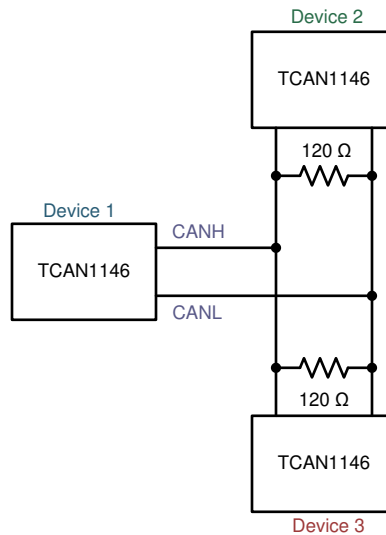 Device 2
TCAN1146
120 Ω
Device 1
CANH
TCAN1146
CANL
120 Ω
TCAN1146
Device 3